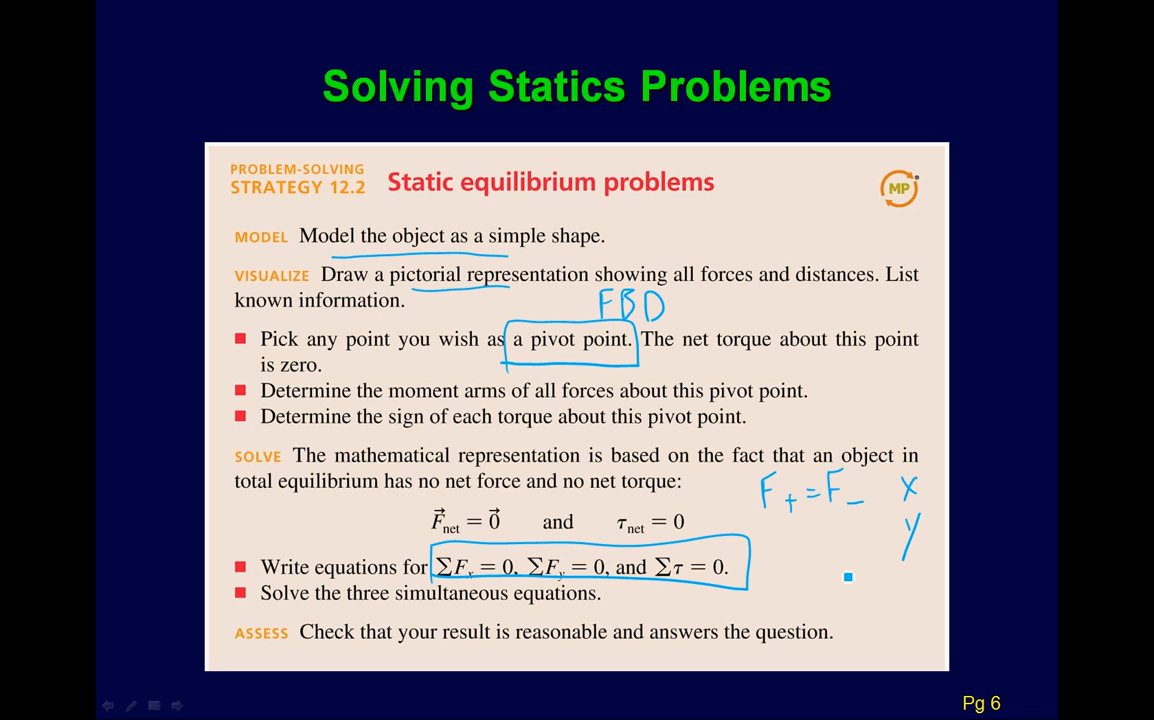 Solving Statics Problems
PROBLEM-SOLVING
STRATEGY 12.2 Static equilibrium problems
MP
MODEL Model the object as a simple shape.
VISUALIZE Draw a pictorial representation showing all forces and distances. List
known information.
FBD
■ Pick any point you wish as a pivot point. The net torque about this point
is zero.
■ Determine the moment arms of all forces about this pivot point.
■ Determine the sign of each torque about this pivot point.
SOLVE The mathematical representation is based on the fact that an object in
total equilibrium has no net force and no net torque:
F₊ = F₋ x
y
F⃗net = 0⃗ and τnet = 0
■ Write equations for ΣFx = 0, ΣFy = 0, and Στ = 0.
■ Solve the three simultaneous equations.
ASSESS Check that your result is reasonable and answers the question.
Pg 6